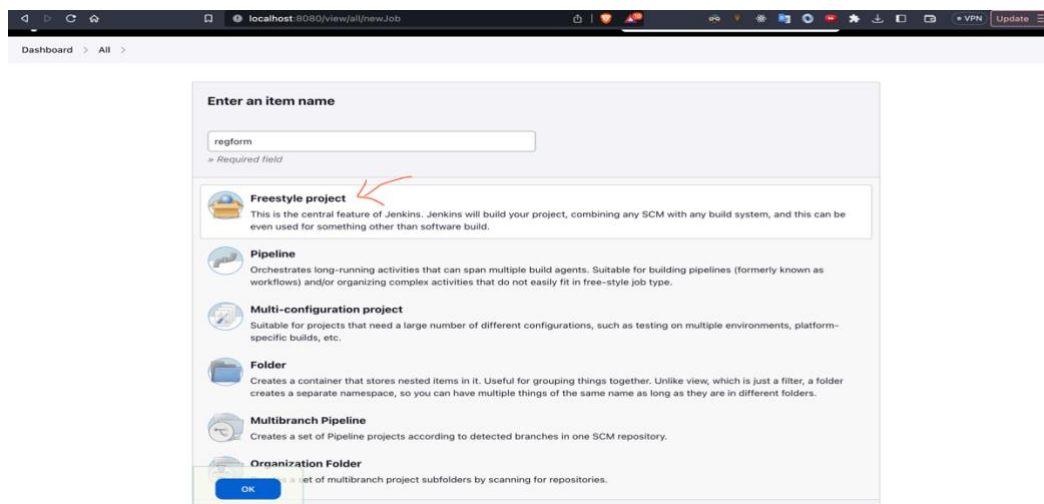 localhost:8080/view/all/newJob
VPN
Update
Dashboard > All >
Enter an item name
regform
» Required field
Freestyle project
This is the central feature of Jenkins. Jenkins will build your project, combining any SCM with any build system, and this can be
even used for something other than software build.
Pipeline
Orchestrates long-running activities that can span multiple build agents. Suitable for building pipelines (formerly known as
workflows) and/or organizing complex activities that do not easily fit in free-style job type.
Multi-configuration project
Suitable for projects that need a large number of different configurations, such as testing on multiple environments, platform-
specific builds, etc.
Folder
Creates a container that stores nested items in it. Useful for grouping things together. Unlike view, which is just a filter, a folder
creates a separate namespace, so you can have multiple things of the same name as long as they are in different folders.
Multibranch Pipeline
Creates a set of Pipeline projects according to detected branches in one SCM repository.
Organization Folder
set of multibranch project subfolders by scanning for repositories.
OK